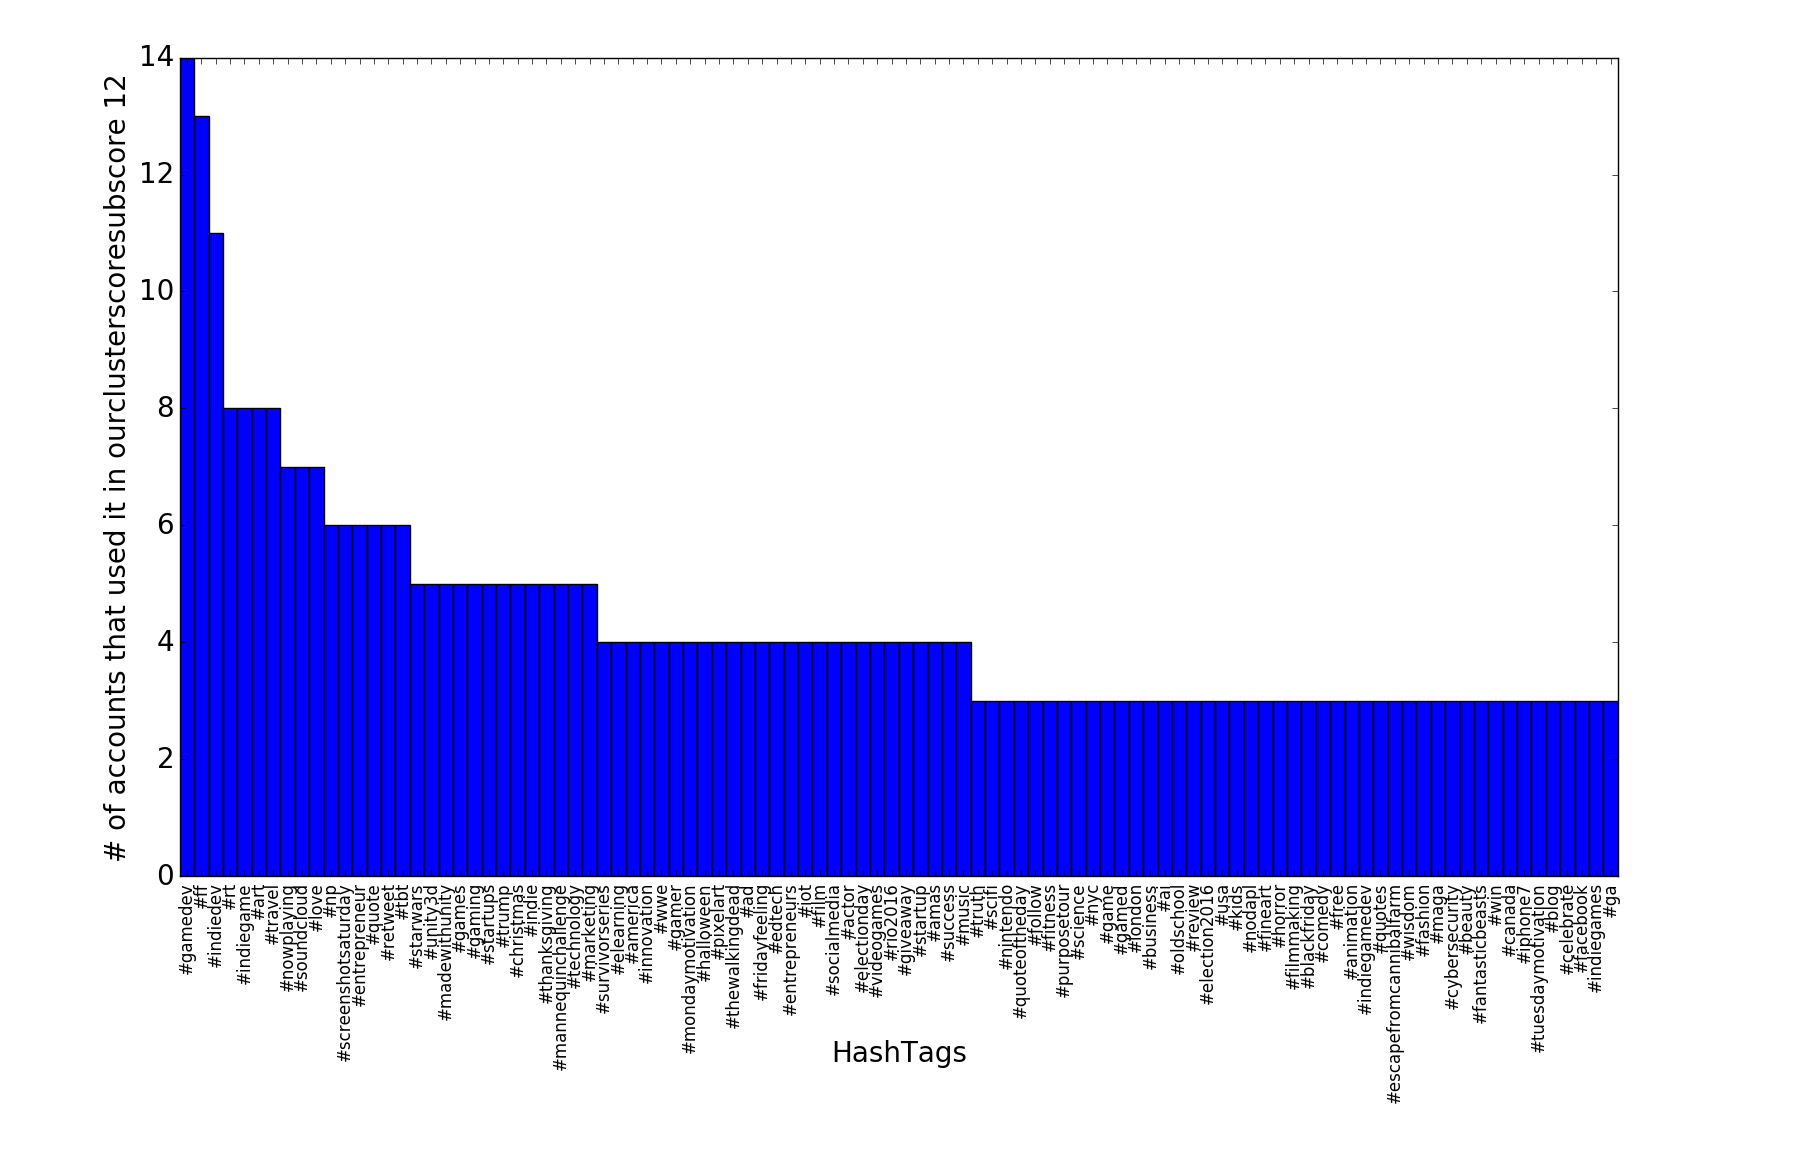 # of accounts that used it in ourclusterscoresubscore 12
14
12
10
8
6
4
2
0
#gamedev
#ff
#indiedev
#rt
#indiegame
#art
#travel
#nowplaying
#soundcloud
#love
#np
#screenshotsaturday
#entrepreneur
#quote
#retweet
#tbt
#starwars
#unity3d
#madewithunity
#games
#gaming
#startups
#trump
#christmas
#indie
#thanksgiving
#mannequinchallenge
#technology
#marketing
#survivorseries
#elearning
#america
#innovation
#wwe
#gamer
#mondaymotivation
#halloween
#pixelart
#thewalkingdead
#ad
#fridayfeeling
#edtech
#entrepreneurs
#iot
#film
#socialmedia
#actor
#electionday
#videogames
#rio2016
#giveaway
#startup
#amas
#success
#music
#truth
#scifi
#nintendo
#quoteoftheday
#follow
#fitness
#purposetour
#science
#nyc
#game
#gamed
#london
#business
#ai
#oldschool
#review
#election2016
#usa
#kids
#nodapl
#fineart
#horror
#filmmaking
#blackfriday
#comedy
#free
#animation
#indiegamedev
#quotes
#escapefromcannibalfarm
#wisdom
#fashion
#maga
#cybersecurity
#beauty
#fantasticbeasts
#win
#canada
#iphone7
#tuesdaymotivation
#blog
#celebrate
#facebook
#indiegames
#ga
HashTags